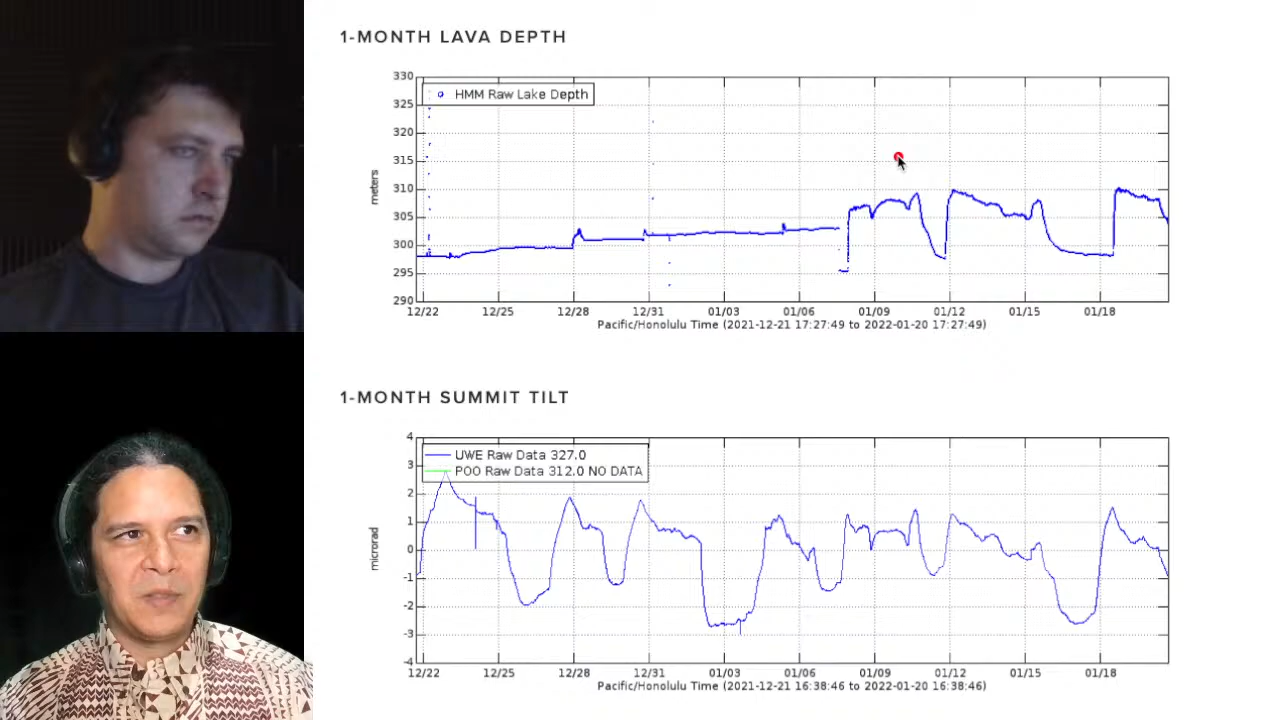 1-MONTH LAVA DEPTH
330
325
320
315
310
305
300
295
290
meters
HMM Raw Lake Depth
12/22 12/25 12/28 12/31 01/03 01/06 01/09 01/12 01/15 01/18
Pacific/Honolulu Time (2021-12-21 17:27:49 to 2022-01-20 17:27:49)
1-MONTH SUMMIT TILT
4
3
2
1
0
-1
-2
-3
-4
microrad
UWE Raw Data 327.0
POO Raw Data 312.0 NO DATA
12/22 12/25 12/28 12/31 01/03 01/06 01/09 01/12 01/15 01/18
Pacific/Honolulu Time (2021-12-21 16:38:46 to 2022-01-20 16:38:46)